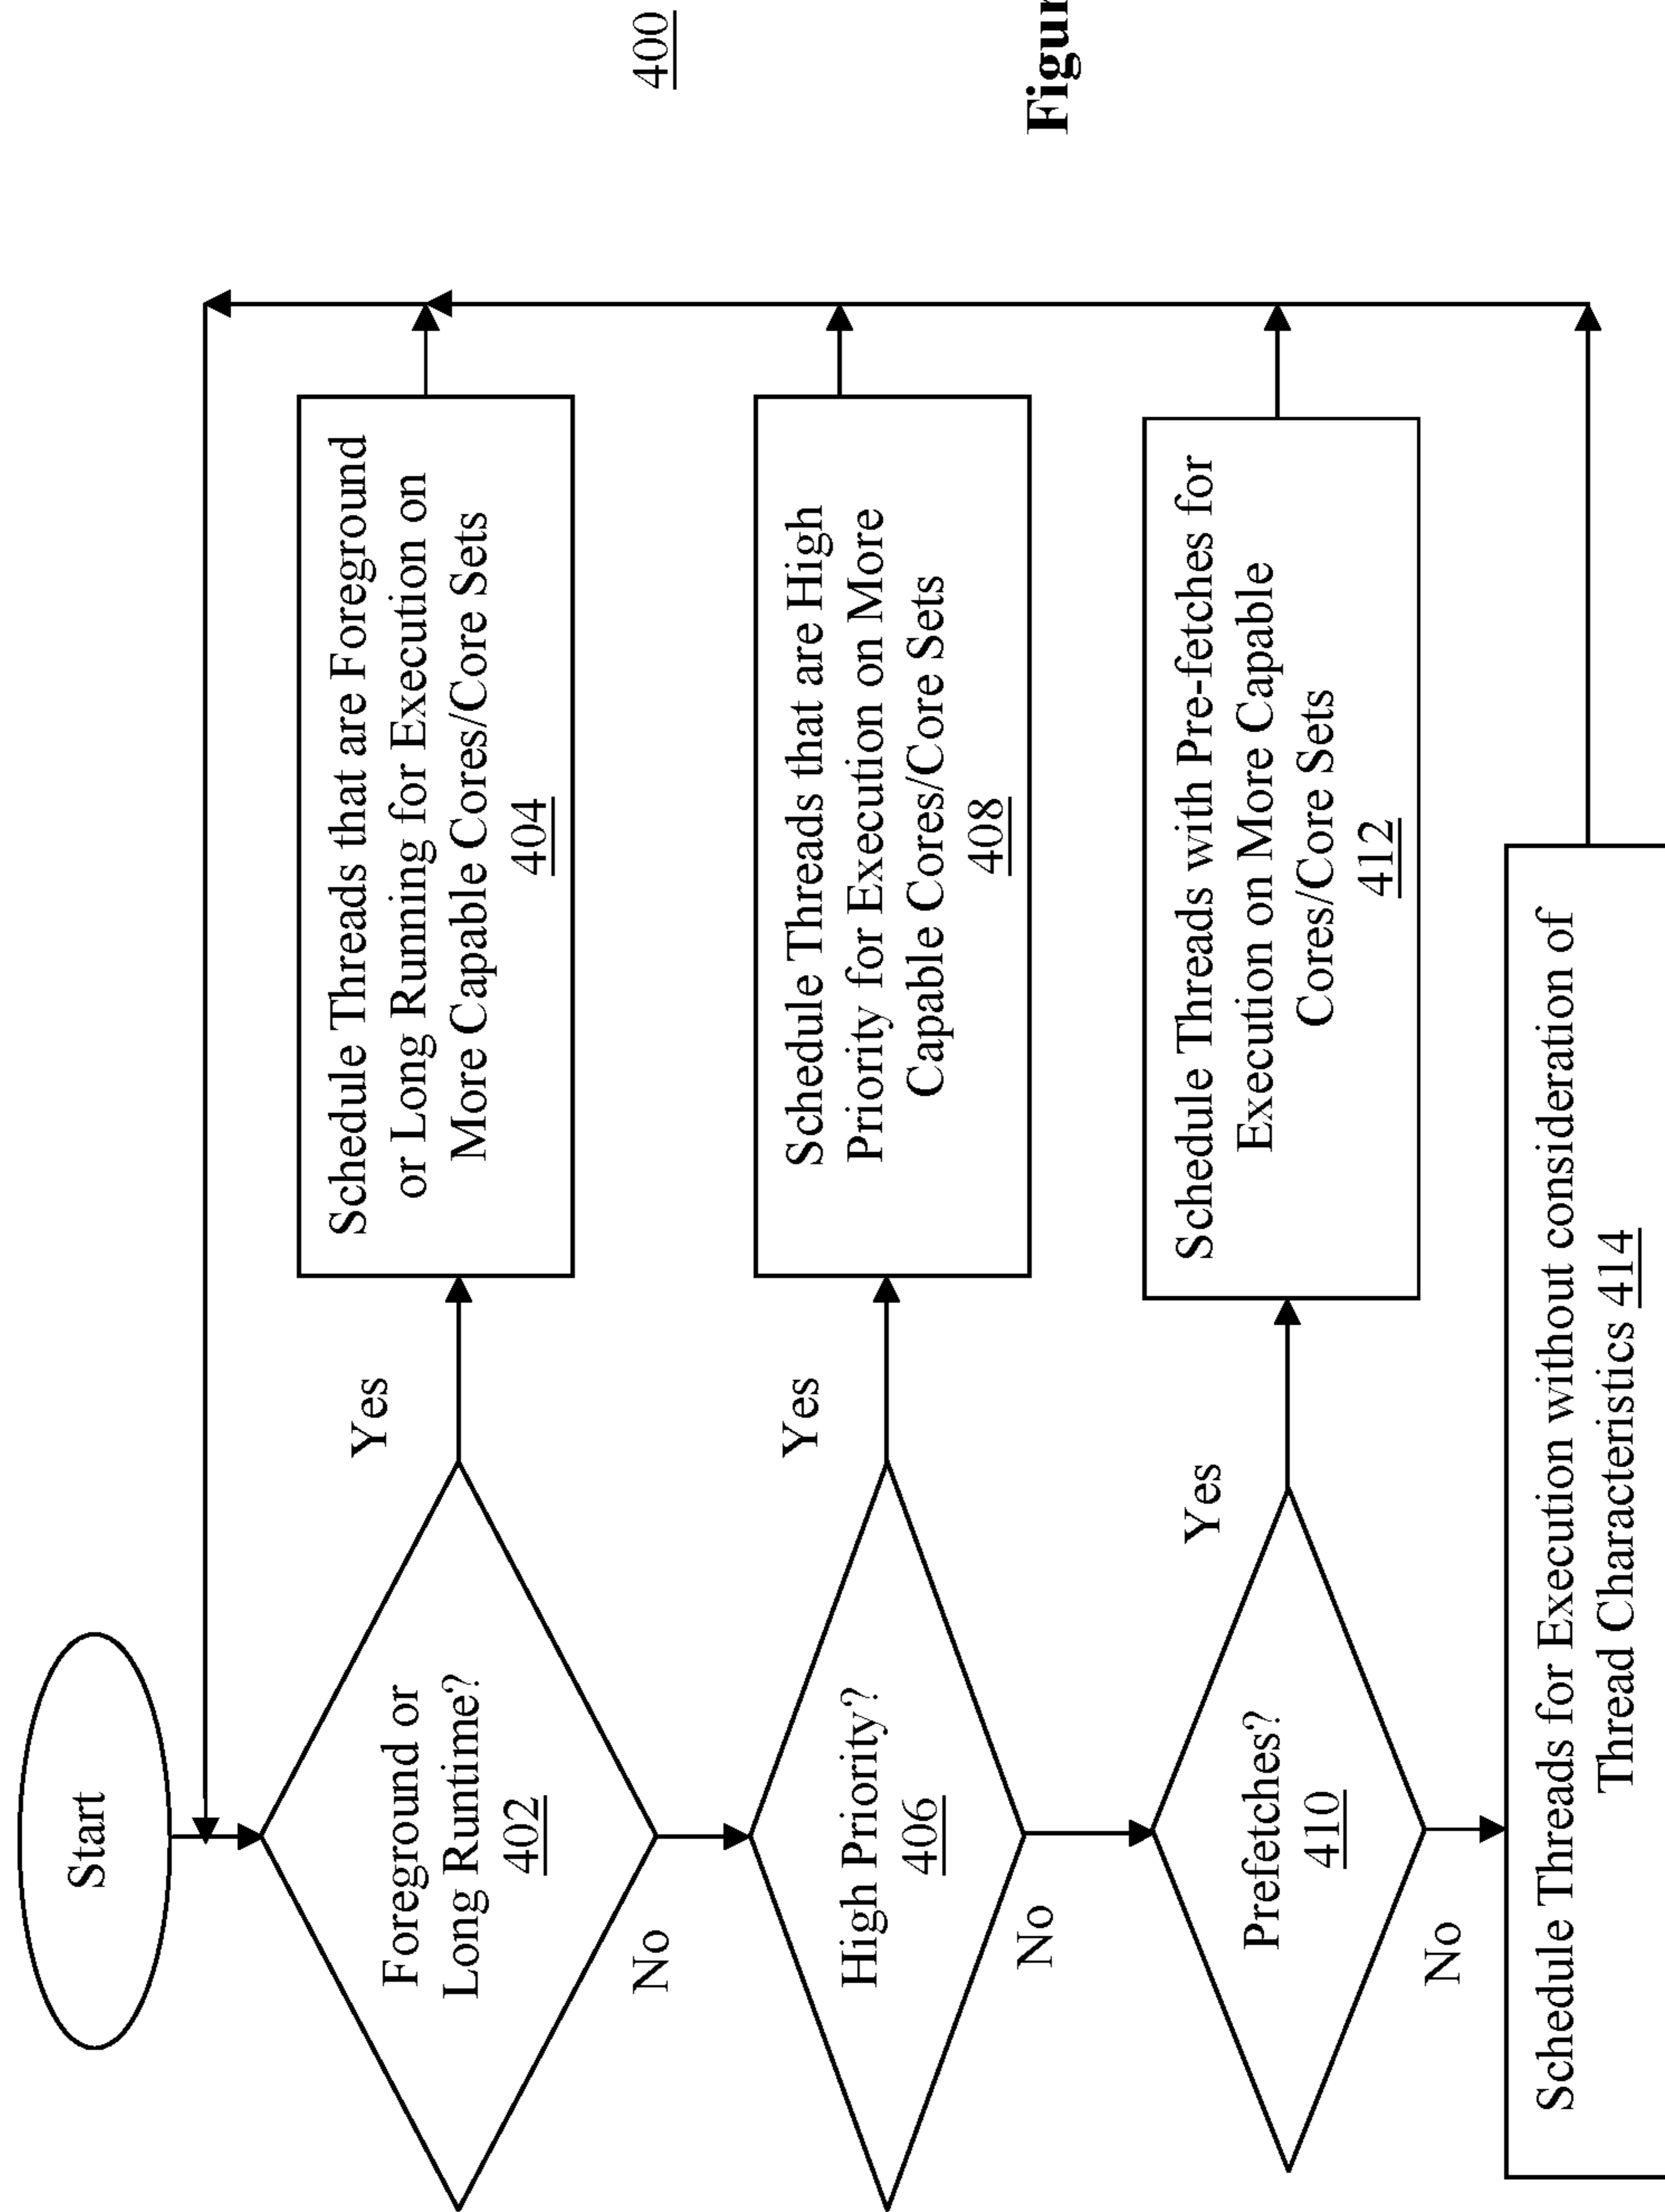 Start
Foreground or
Long Runtime?
402
Yes
Schedule Threads that are Foreground
or Long Running for Execution on
More Capable Cores/Core Sets
404
No
High Priority?
406
Yes
Schedule Threads that are High
Priority for Execution on More
Capable Cores/Core Sets
408
No
Prefetches?
410
Yes
Schedule Threads with Pre-fetches for
Execution on More Capable
Cores/Core Sets
412
No
Schedule Threads for Execution without consideration of
Thread Characteristics 414
400